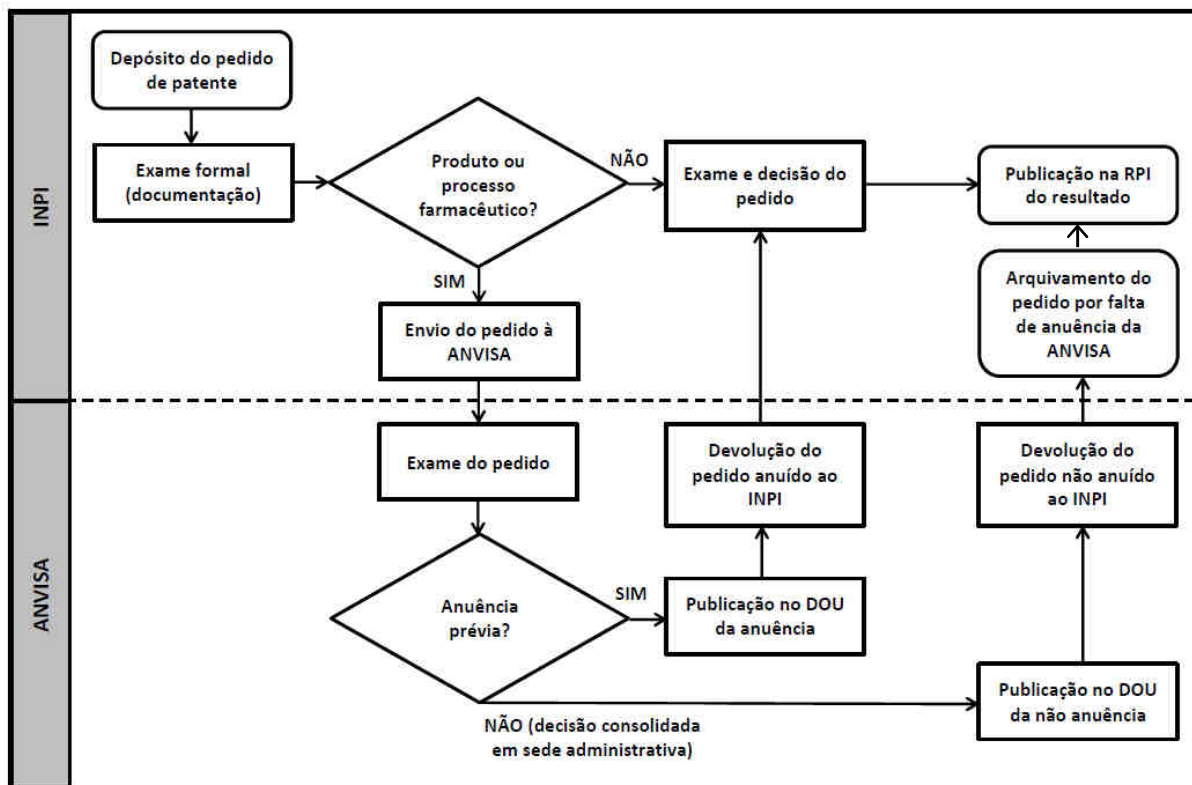 INPI
Depósito do pedido
de patente
Exame formal
(documentação)
Produto ou
processo
farmacêutico?
NÃO
Exame e decisão do
pedido
Publicação na RPI
do resultado
SIM
Envio do pedido à
ANVISA
Arquivamento do
pedido por falta
de anuência da
ANVISA
ANVISA
Exame do pedido
Devolução do
pedido anuído ao
INPI
Devolução do
pedido não anuído
ao INPI
Anuência
prévia?
SIM
Publicação no DOU
da anuência
NÃO (decisão consolidada
em sede administrativa)
Publicação no DOU
da não anuência